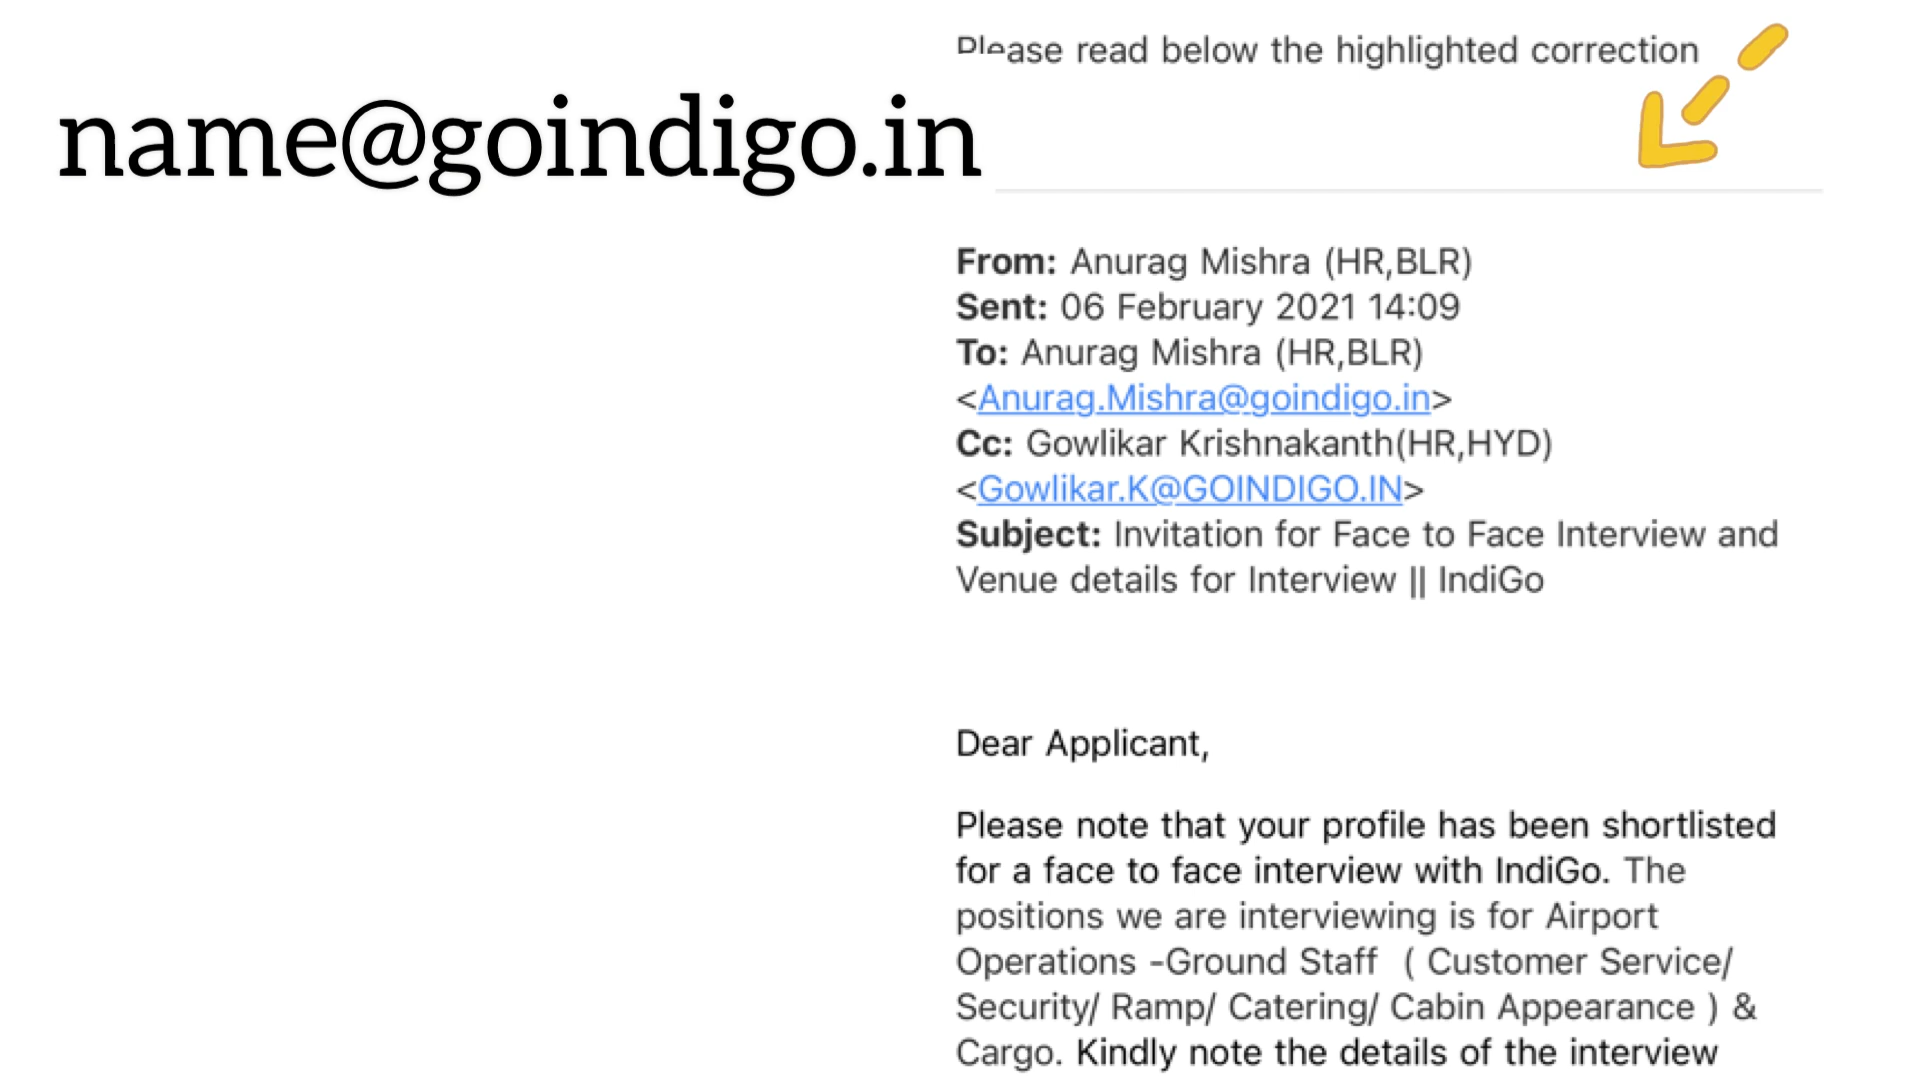 Please read below the highlighted correction
name@goindigo.in
From: Anurag Mishra (HR,BLR)
Sent: 06 February 2021 14:09
To: Anurag Mishra (HR,BLR)
<Anurag.Mishra@goindigo.in>
Cc: Gowlikar Krishnakanth(HR,HYD)
<Gowlikar.K@GOINDIGO.IN>
Subject: Invitation for Face to Face Interview and
Venue details for Interview || IndiGo
Dear Applicant,
Please note that your profile has been shortlisted
for a face to face interview with IndiGo. The
positions we are interviewing is for Airport
Operations -Ground Staff  ( Customer Service/
Security/ Ramp/ Catering/ Cabin Appearance ) &
Cargo. Kindly note the details of the interview